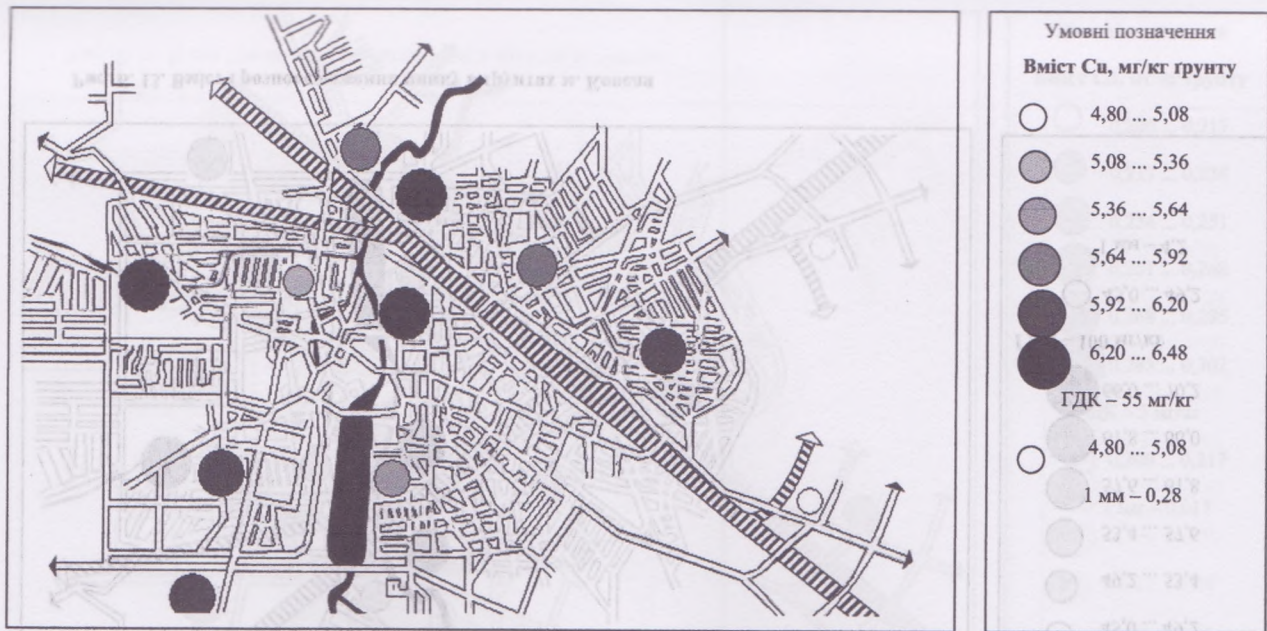 Умовні позначення
Вміст Cu, мг/кг ґрунту
4,80 ... 5,08
5,08 ... 5,36
5,36 ... 5,64
5,64 ... 5,92
5,92 ... 6,20
6,20 ... 6,48
ГДК – 55 мг/кг
4,80 ... 5,08
1 мм – 0,28